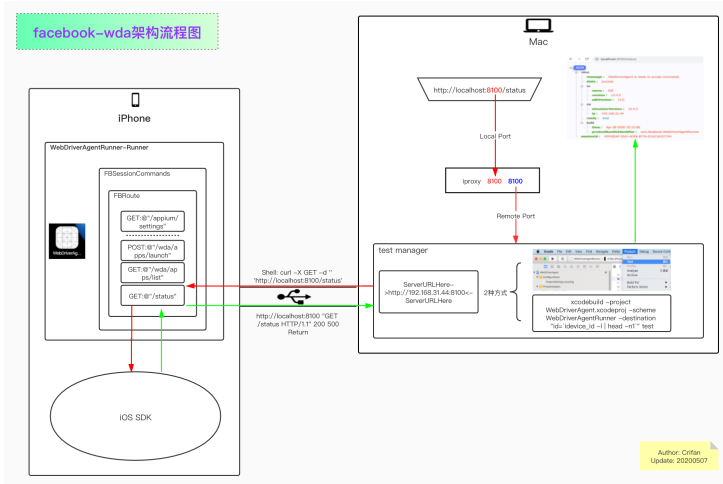 facebook-wda架构流程图
Mac
http://localhost:8100/status
Local Port
iproxy 8100 8100
Remote Port
iPhone
WebDriverAgentRunner-Runner
FBSessionCommands
FBRoute
GET:@"/appium/
settings"
POST:@"/wda/a
pps/launch"
GET:@"/wda/ap
ps/list"
GET:@"/status"
WebDriverAg...
iOS SDK
Shell: curl -X GET -d ''
'http://localhost:8100/status'
http://localhost:8100 "GET
/status HTTP/1.1" 200 500
Return
test manager
ServerURLHere-
>http://192.168.31.44:8100<-
ServerURLHere
2种方式
xcodebuild -project
WebDriverAgent.xcodeproj -scheme
WebDriverAgentRunner -destination
"id=`idevice_id -l | head -n1`" test
Author: Crifan
Update: 20200507